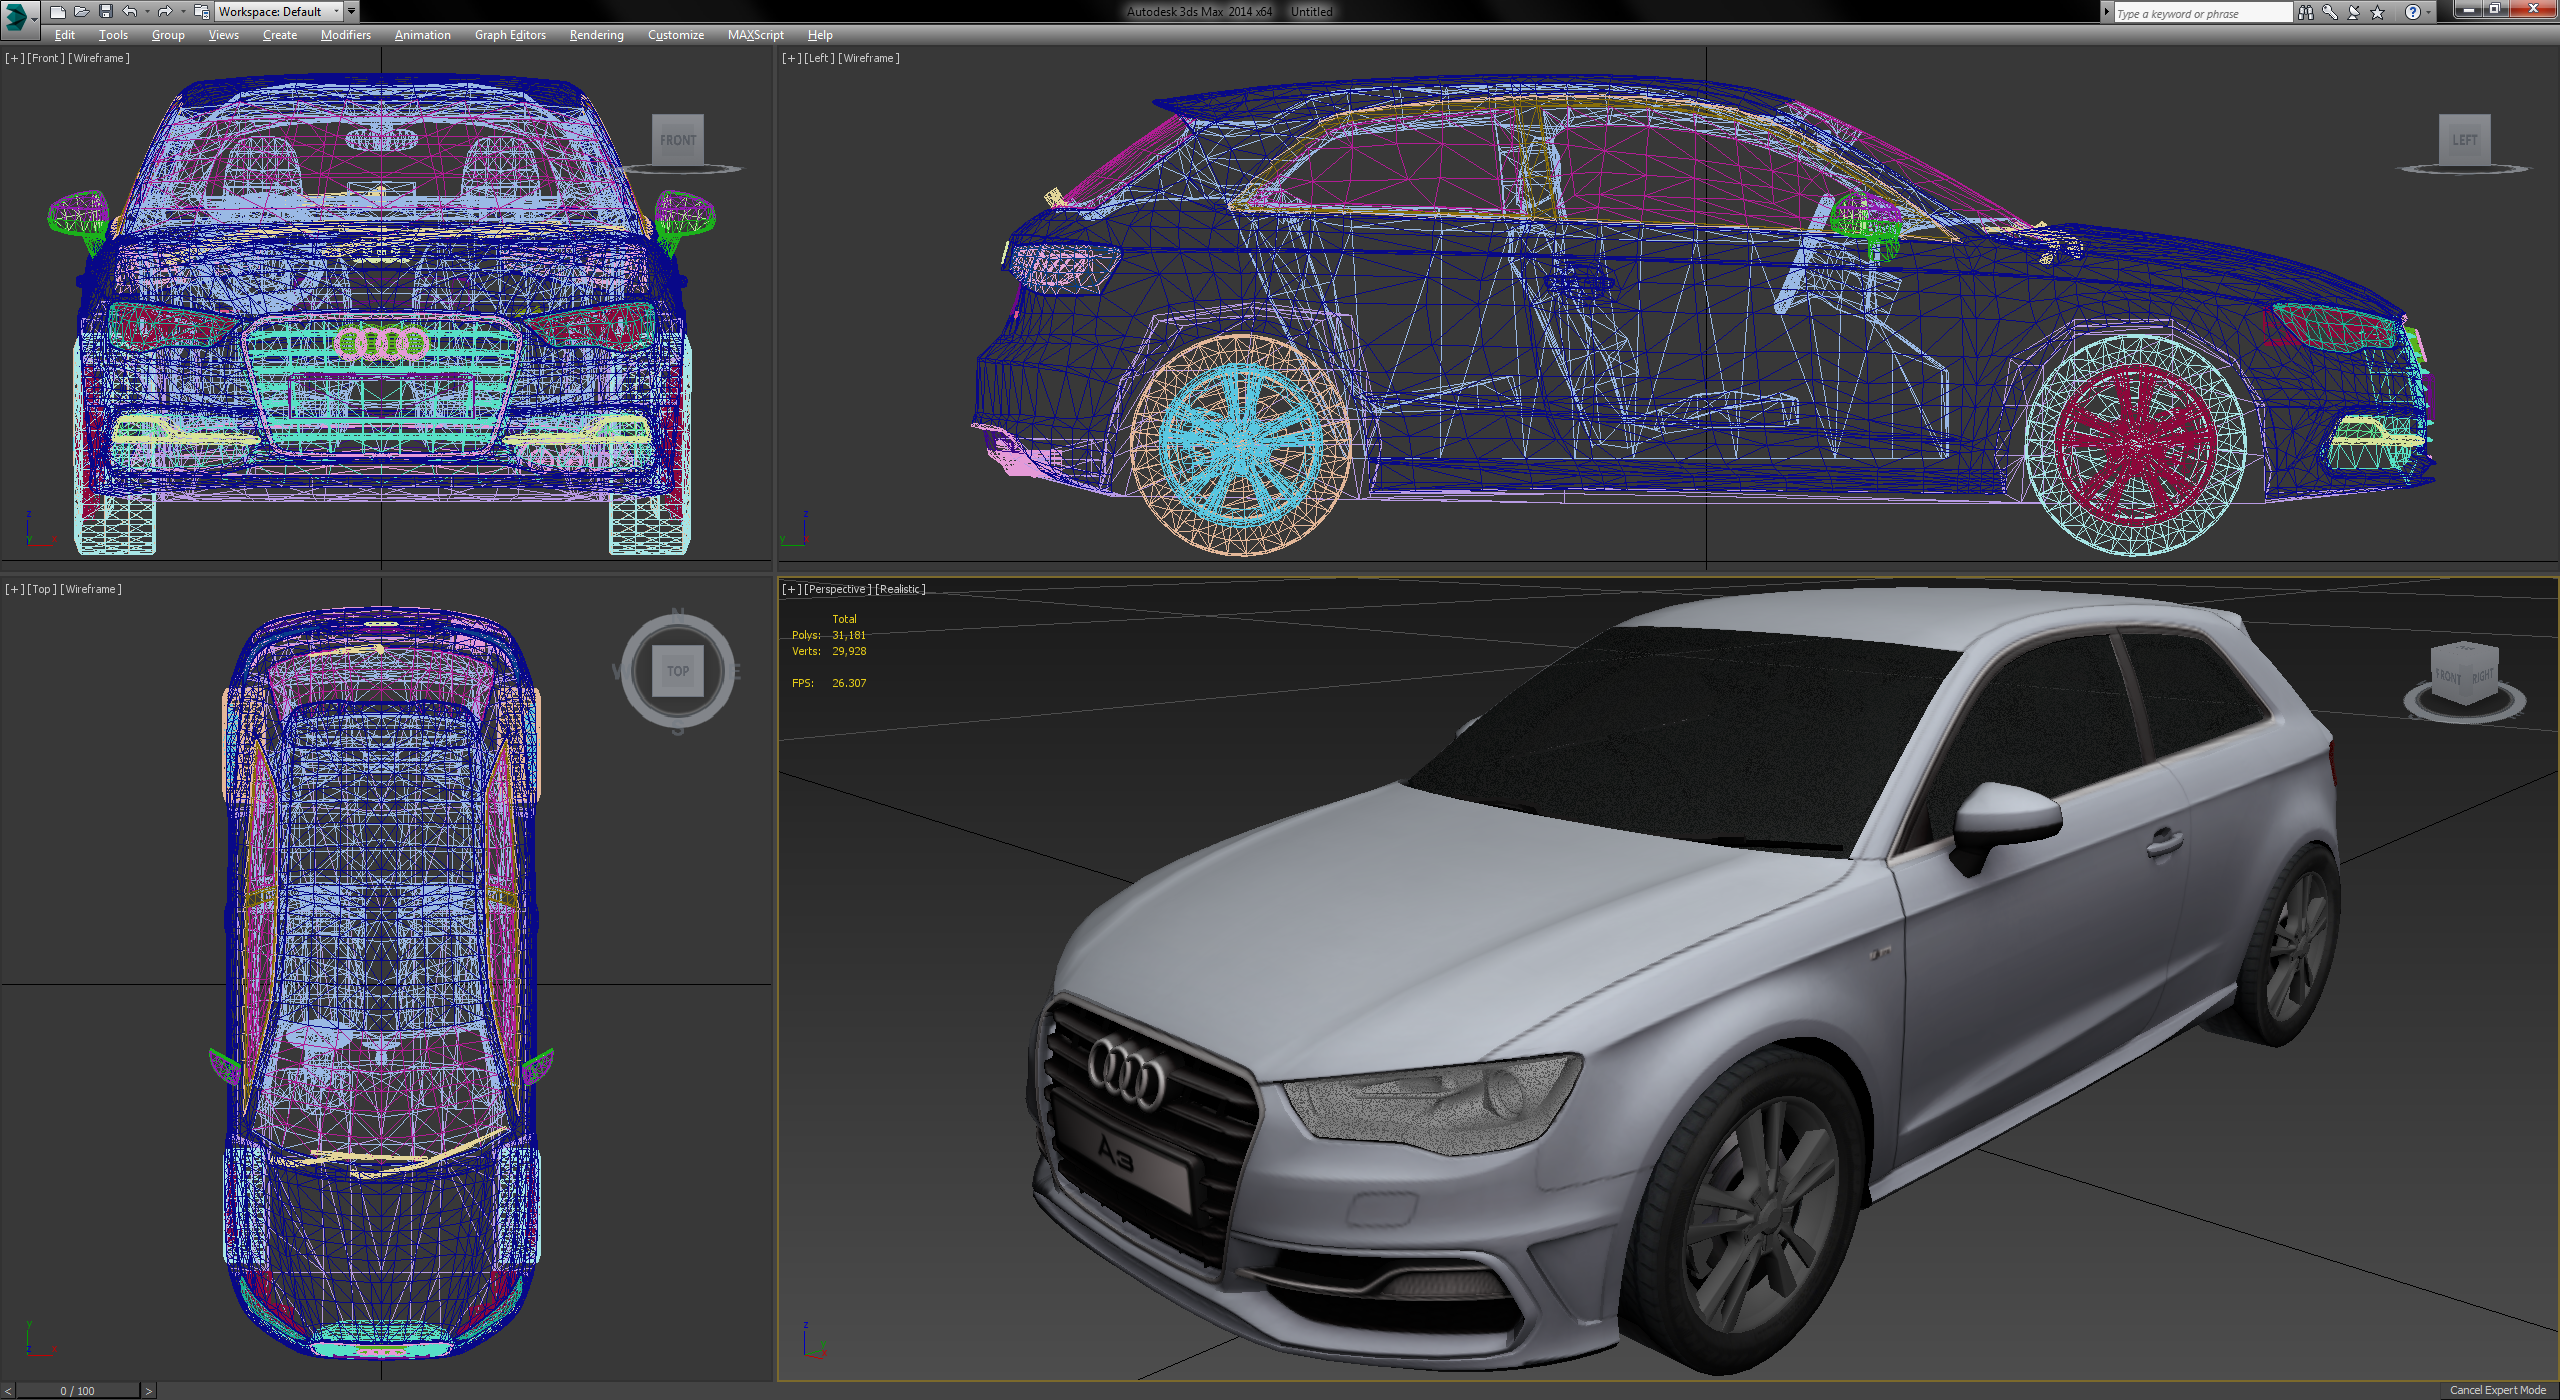 Workspace: Default
Autodesk 3ds Max 2014 x64 Untitled
Type a keyword or phrase
Edit Tools Group Views Create Modifiers Animation Graph Editors Rendering Customize MAXScript Help
[+] [Front] [Wireframe]
FRONT
z
y
x
[+] [Left] [Wireframe]
LEFT
z
y
[+] [Top] [Wireframe]
N
W
TOP
E
S
y
z
x
[+] [Perspective] [Realistic]
Total
Polys: 31,181
Verts: 29,928
FPS: 26.307
TOP
FRONT
RIGHT
A3
z
y
x
< 0 / 100 >
Cancel Expert Mode